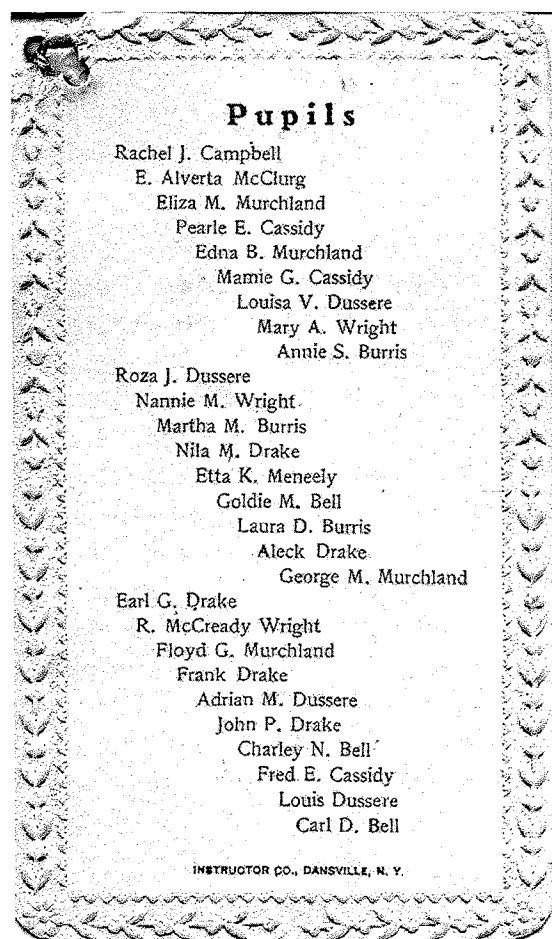 Pupils
Rachel J. Campbell
E. Alverta McClurg
Eliza M. Murchland
Pearle E. Cassidy
Edna B. Murchland
Mamie G. Cassidy
Louisa V. Dussere
Mary A. Wright
Annie S. Burris
Roza J. Dussere
Nannie M. Wright
Martha M. Burris
Nila M. Drake
Etta K. Meneely
Goldie M. Bell
Laura D. Burris
Aleck Drake
George M. Murchland
Earl G. Drake
R. McCready Wright
Floyd G. Murchland
Frank Drake
Adrian M. Dussere
John P. Drake
Charley N. Bell
Fred E. Cassidy
Louis Dussere
Carl D. Bell
INSTRUCTOR CO., DANSVILLE, N. Y.